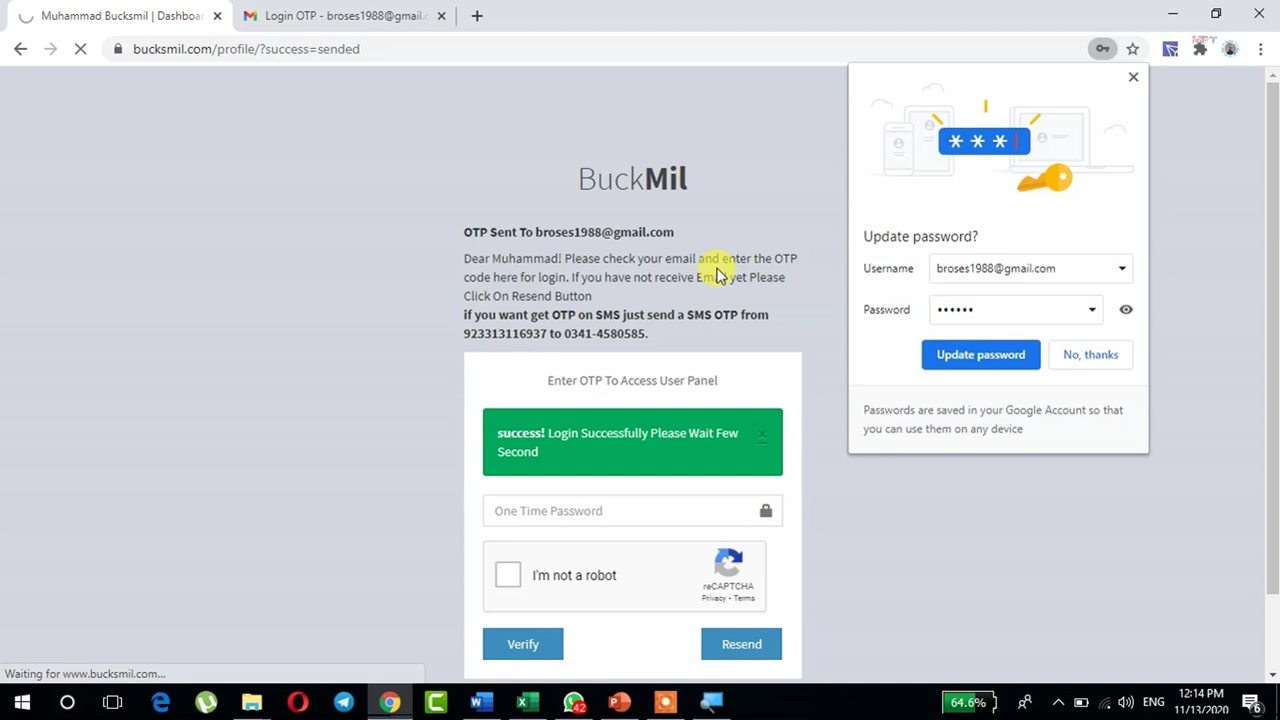 Muhammad Bucksmil | Dashboa
Login OTP - broses1988@gmail.c
bucksmil.com/profile/?success=sended
BuckMil
OTP Sent To broses1988@gmail.com
Dear Muhammad! Please check your email and enter the OTP
code here for login. If you have not receive Em yet Please
Click On Resend Button
if you want get OTP on SMS just send a SMS OTP from
923313116937 to 0341-4580585.
Enter OTP To Access User Panel
success! Login Successfully Please Wait Few
Second
×
One Time Password
I'm not a robot
reCAPTCHA
Privacy - Terms
Verify
Resend
* * *
Update password?
Username
broses1988@gmail.com
Password
••••••
Update password
No, thanks
Passwords are saved in your Google Account so that
you can use them on any device
Waiting for www.bucksmil.com...
42
64.6%
ENG
12:14 PM
11/13/2020
6